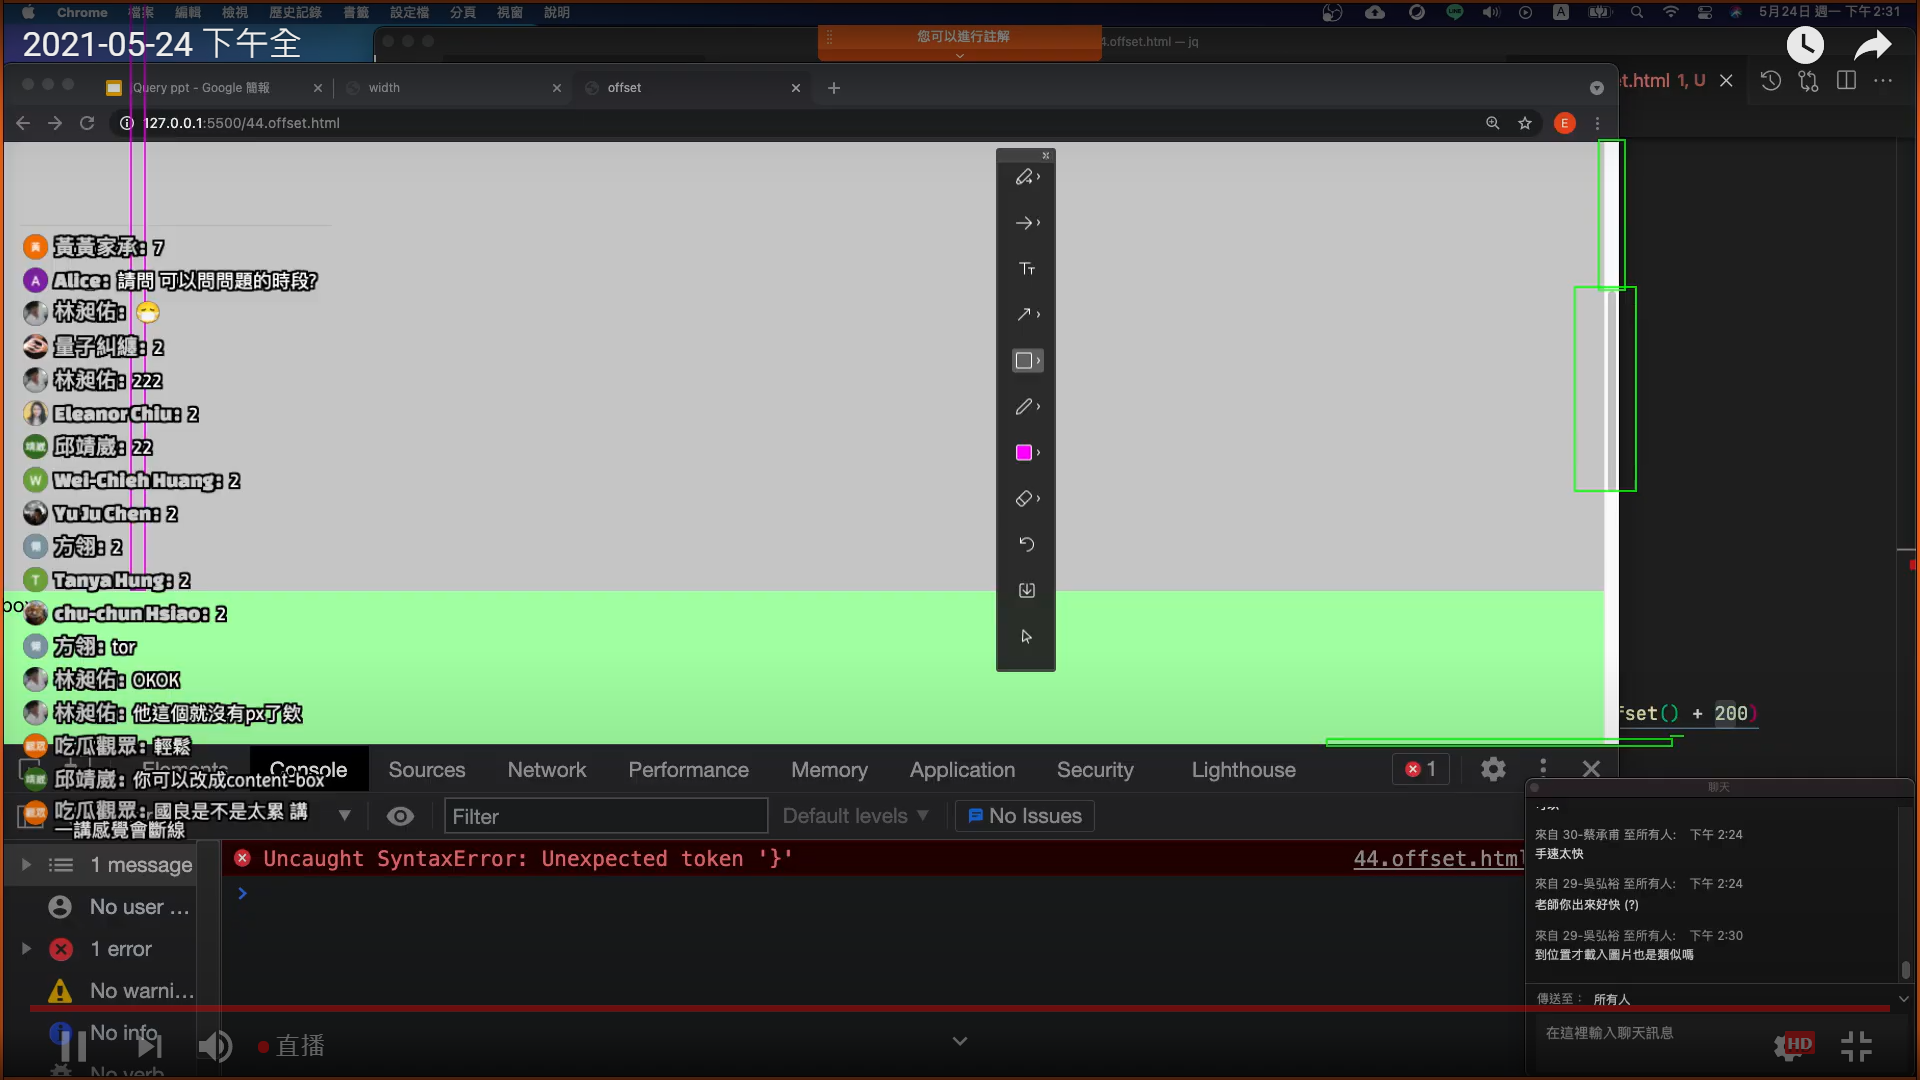 Chrome 檔案 編輯 檢視 歷史記錄 書籤 設定檔 分頁 視窗 說明
A 5月24日 週一 下午2:31
2021-05-24 下午全
您可以進行註解
4.offset.html — jq
Query ppt - Google 簡報
width
offset
t.html 1, U
127.0.0.1:5500/44.offset.html
E
黃黃家承: 7
Alice: 請問 可以問問題的時段?
林昶佑: 😷
量子糾纏: 2
林昶佑: 222
Eleanor Chiu: 2
邱靖崴: 22
Wei-Chieh Huang: 2
Yu Ju Chen: 2
方翎: 2
Tanya Hung: 2
box
chu-chun Hsiao: 2
方翎: tor
林昶佑: OKOK
林昶佑: 他這個就沒有px了欸
吃瓜觀眾: 輕鬆
邱靖崴: 你可以改成content-box
吃瓜觀眾: 國良是不是太累 講
一講感覺會斷線
fset() + 200)
Elements Console Sources Network Performance Memory Application Security Lighthouse 1
Filter
Default levels
No Issues
1 message
No user ...
1 error
No warni...
No info
No verb
Uncaught SyntaxError: Unexpected token '}'
44.offset.html
聊天
來自 30-蔡承甫 至所有人: 下午 2:24
手速太快
來自 29-吳弘裕 至所有人: 下午 2:24
老師你出來好快 (?)
來自 29-吳弘裕 至所有人: 下午 2:30
到位置才載入圖片也是類似嗎
傳送至: 所有人
在這裡輸入聊天訊息
直播
HD